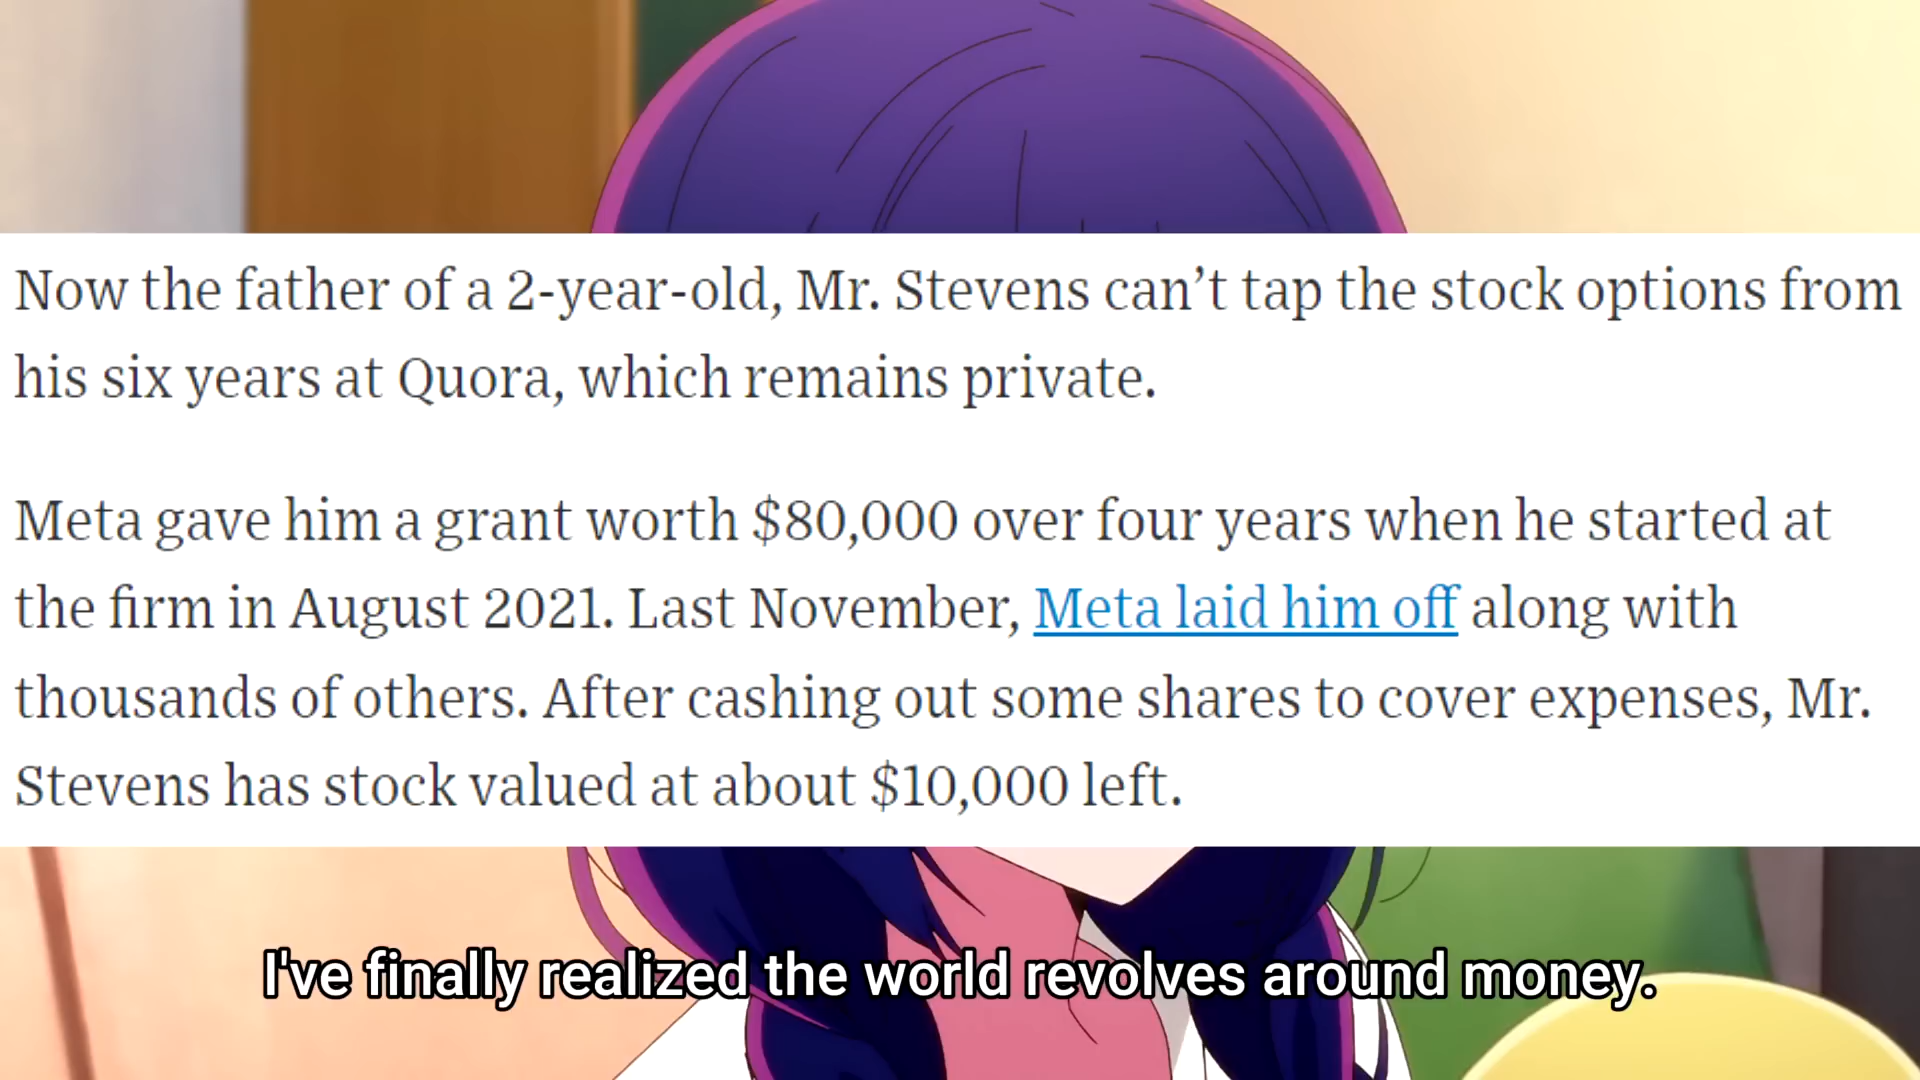 Now the father of a 2-year-old, Mr. Stevens can’t tap the stock options from
his six years at Quora, which remains private.
Meta gave him a grant worth $80,000 over four years when he started at
the firm in August 2021. Last November, Meta laid him off along with
thousands of others. After cashing out some shares to cover expenses, Mr.
Stevens has stock valued at about $10,000 left.
I've finally realized the world revolves around money.